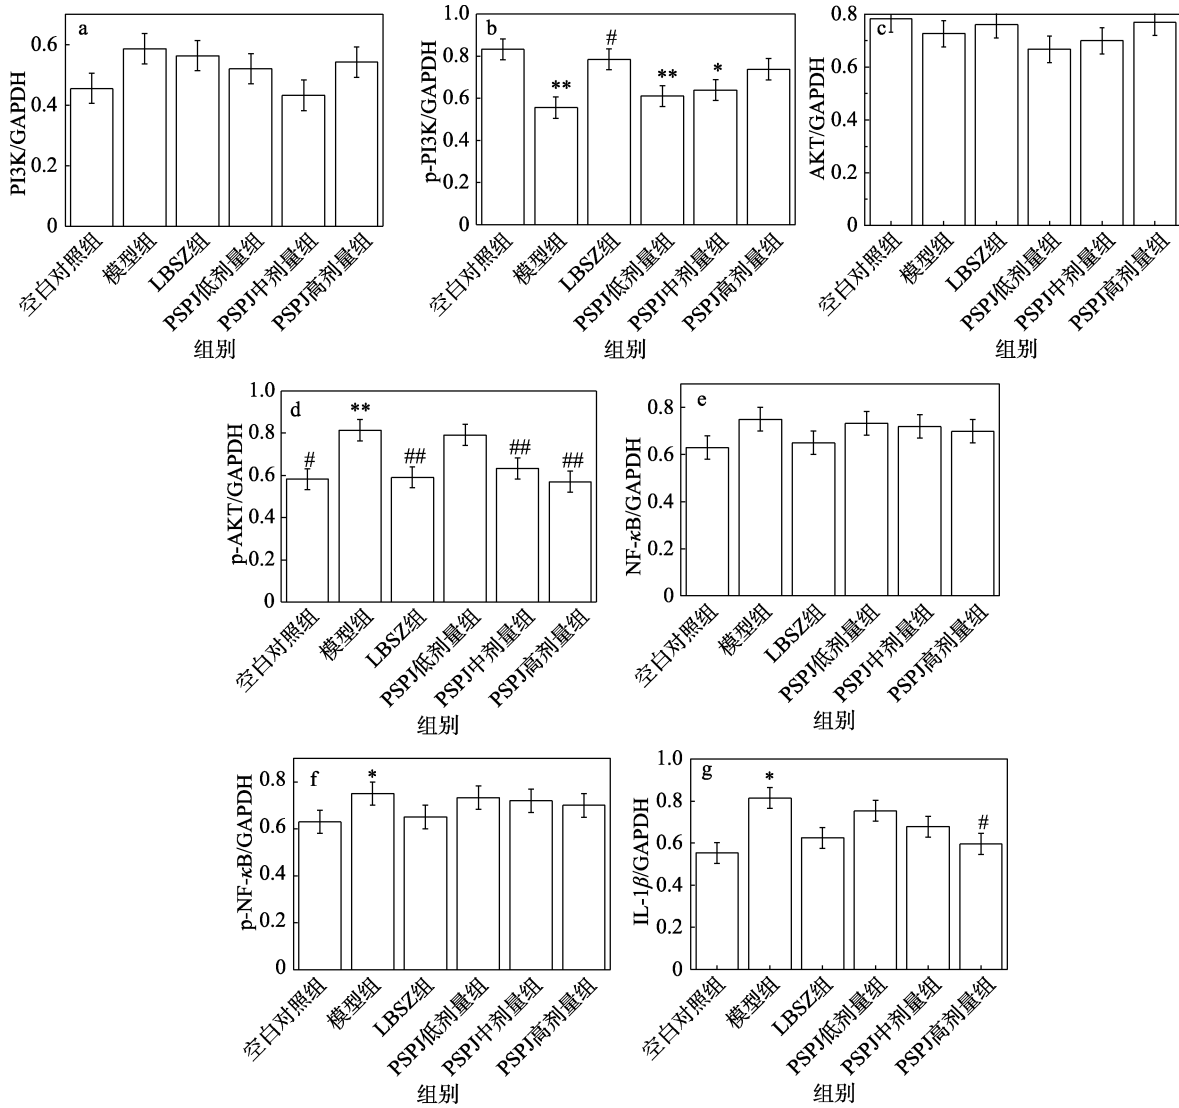 a
0.6
0.4
0.2
0
PI3K/GAPDH
空白对照组
模型组
LBSZ组
PSPJ低剂量组
PSPJ中剂量组
PSPJ高剂量组
组别
b
1.0
0.8
0.6
0.4
0.2
0
p-PI3K/GAPDH
**
#
**
*
空白对照组
模型组
LBSZ组
PSPJ低剂量组
PSPJ中剂量组
PSPJ高剂量组
组别
c
0.8
0.6
0.4
0.2
0
AKT/GAPDH
空白对照组
模型组
LBSZ组
PSPJ低剂量组
PSPJ中剂量组
PSPJ高剂量组
组别
d
1.0
0.8
0.6
0.4
0.2
0
p-AKT/GAPDH
#
**
##
##
##
空白对照组
模型组
LBSZ组
PSPJ低剂量组
PSPJ中剂量组
PSPJ高剂量组
组别
e
0.8
0.6
0.4
0.2
0
NF-κB/GAPDH
空白对照组
模型组
LBSZ组
PSPJ低剂量组
PSPJ中剂量组
PSPJ高剂量组
组别
f
0.8
0.6
0.4
0.2
0
p-NF-κB/GAPDH
*
空白对照组
模型组
LBSZ组
PSPJ低剂量组
PSPJ中剂量组
PSPJ高剂量组
组别
g
1.0
0.8
0.6
0.4
0.2
0
IL-1β/GAPDH
*
#
空白对照组
模型组
LBSZ组
PSPJ低剂量组
PSPJ中剂量组
PSPJ高剂量组
组别